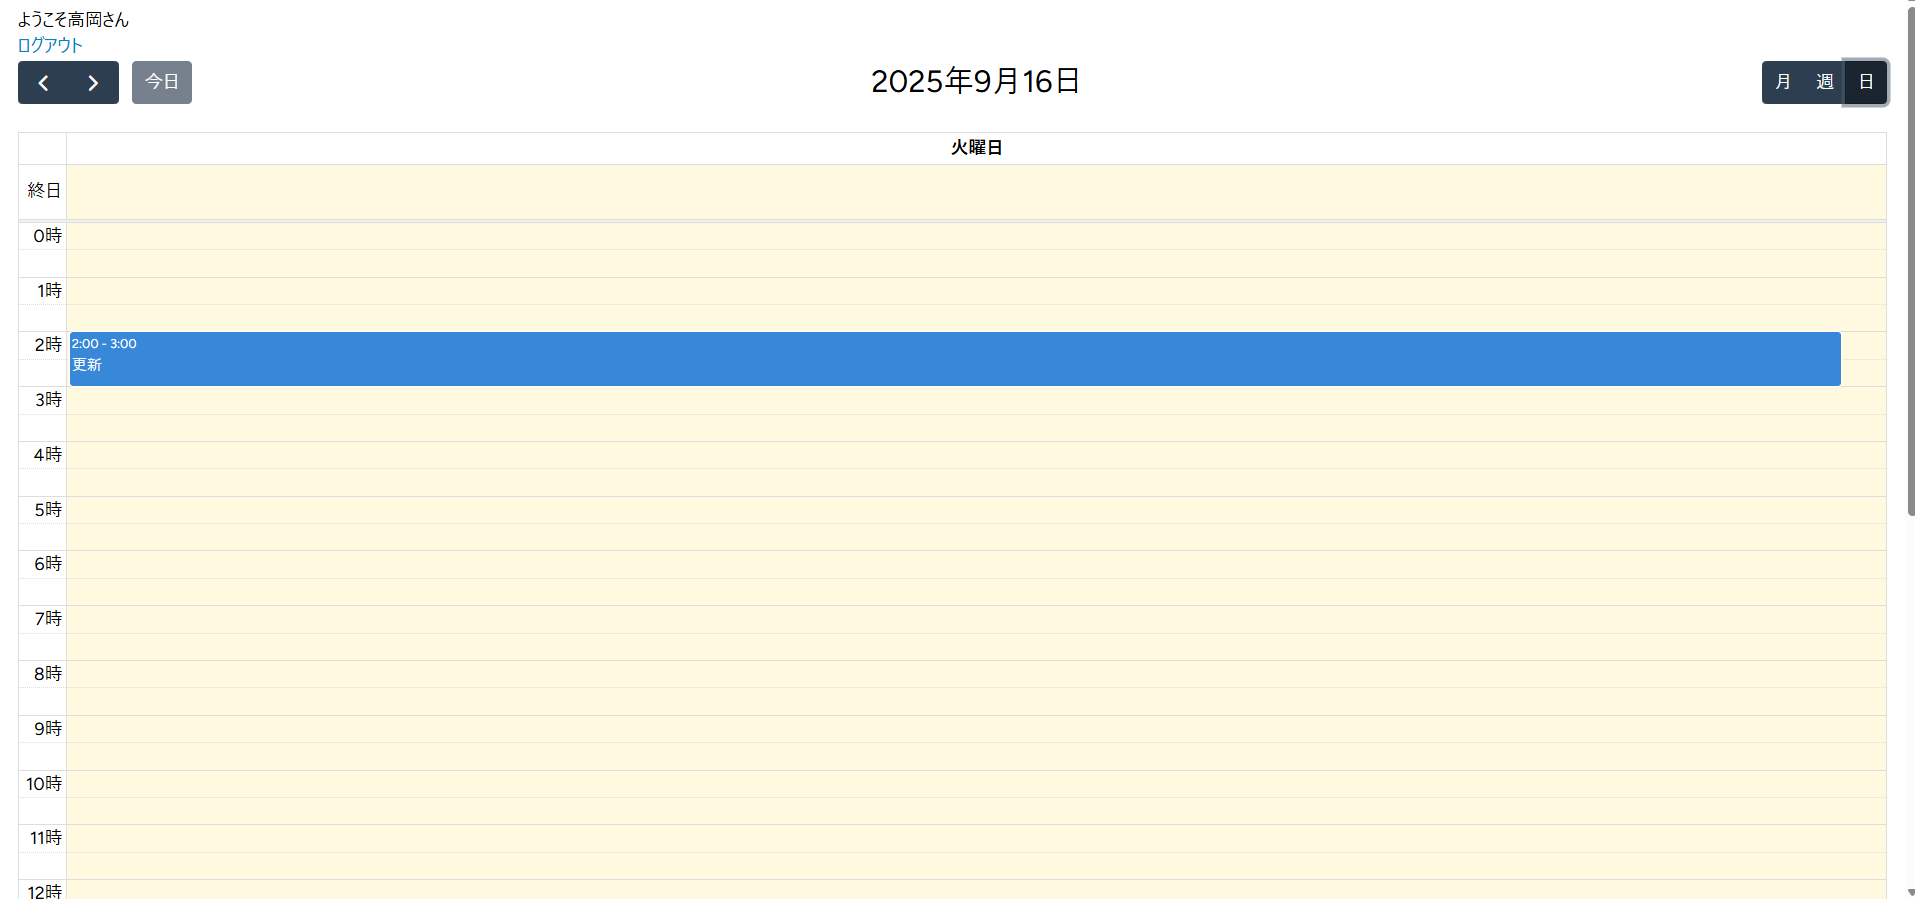 ようこそ高岡さん
ログアウト
今日
2025年9月16日
月 週 日
火曜日
終日
0時
1時
2時
2:00 - 3:00
更新
3時
4時
5時
6時
7時
8時
9時
10時
11時
12時